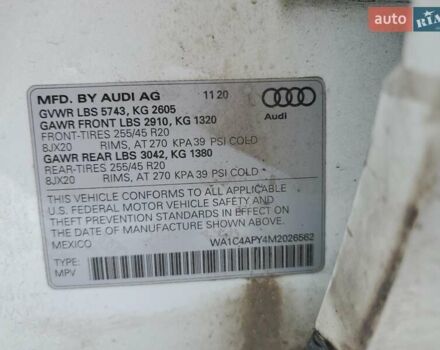 AUTO RIA
MFD. BY AUDI AG 11 20
GVWR LBS 5743, KG 2605
GAWR FRONT LBS 2910, KG 1320
FRONT-TIRES 255/45 R20
8JX20 RIMS, AT 270 KPA 39 PSI COLD
GAWR REAR LBS 3042, KG 1380
REAR-TIRES 255/45 R20
8JX20 RIMS, AT 270 KPA 39 PSI COLD
Audi
THIS VEHICLE CONFORMS TO ALL APPLICABLE
U.S. FEDERAL MOTOR VEHICLE SAFETY AND
THEFT PREVENTION STANDARDS IN EFFECT ON
THE DATE OF MANUFACTURE SHOWN ABOVE.
MEXICO WA1C4APY4M2026562
TYPE:
MPV